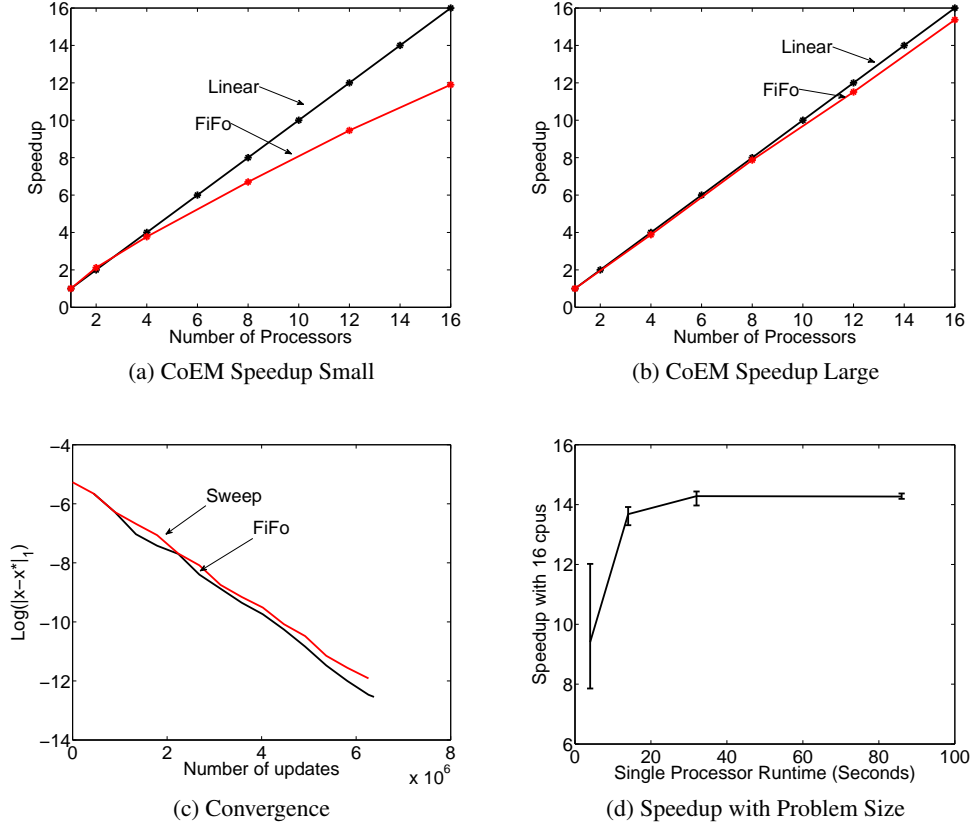 16
14
12
10
8
6
4
2
0
Speedup
Linear
FiFo
2 4 6 8 10 12 14 16
Number of Processors
(a) CoEM Speedup Small
16
14
12
10
8
6
4
2
0
Speedup
Linear
FiFo
2 4 6 8 10 12 14 16
Number of Processors
(b) CoEM Speedup Large
−4
−6
−8
−10
−12
−14
Log(|x−x*|₁)
Sweep
FiFo
0 2 4 6 8
Number of updates
x 10⁶
(c) Convergence
16
14
12
10
8
6
Speedup with 16 cpus
0 20 40 60 80 100
Single Processor Runtime (Seconds)
(d) Speedup with Problem Size